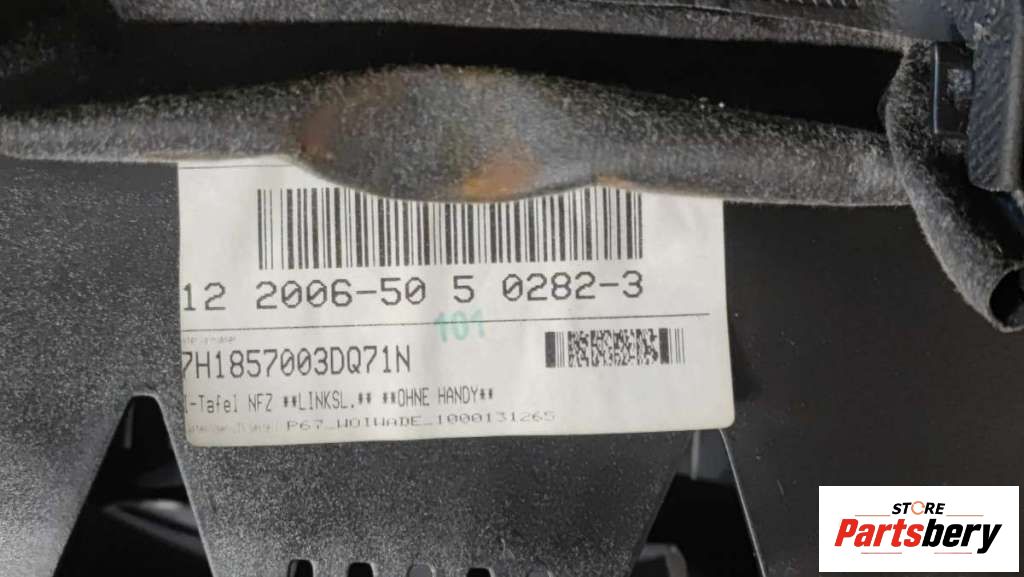 12 2006-50 5 0282-3
101
7H1857003DQ71N
I-Tafel NFZ **LINKSL.** **OHNE HANDY**
P67_WOIWADE_1000131265
STORE
Partsbery